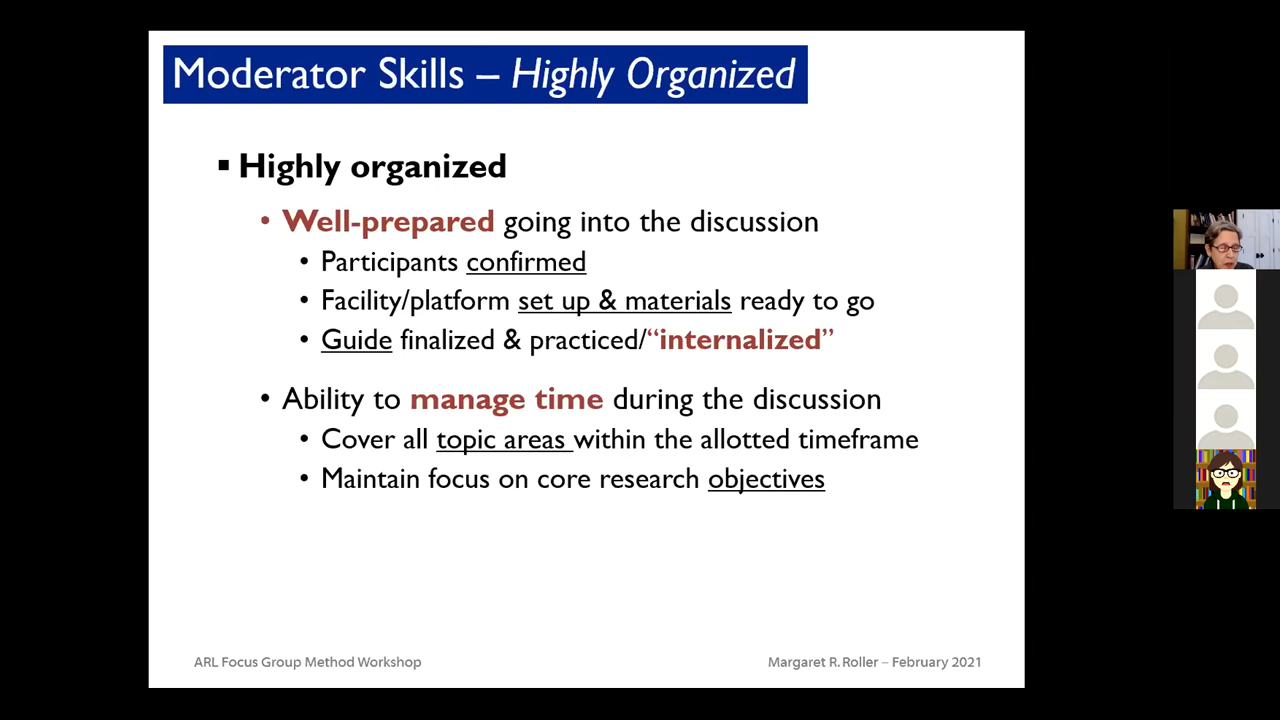 Moderator Skills – Highly Organized
▪ Highly organized
• Well-prepared going into the discussion
• Participants confirmed
• Facility/platform set up & materials ready to go
• Guide finalized & practiced/“internalized”
• Ability to manage time during the discussion
• Cover all topic areas within the allotted timeframe
• Maintain focus on core research objectives
ARL Focus Group Method Workshop
Margaret R. Roller – February 2021